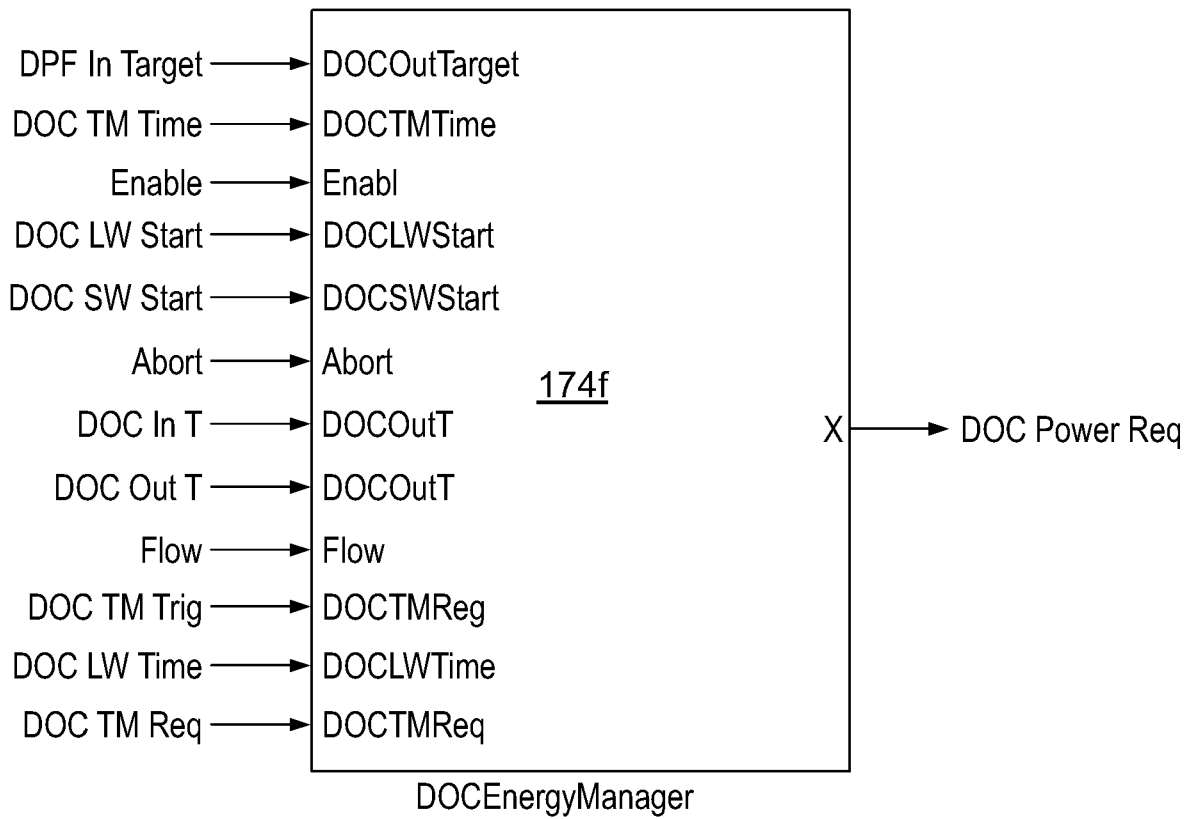 DPF In Target DOCOutTarget
DOC TM Time DOCTMTime
Enable Enabl
DOC LW Start DOCLWStart
DOC SW Start DOCSWStart
Abort Abort
174f
DOC In T DOCOutT
X DOC Power Req
DOC Out T DOCOutT
Flow Flow
DOC TM Trig DOCTMReg
DOC LW Time DOCLWTime
DOC TM Req DOCTMReq
DOCEnergyManager